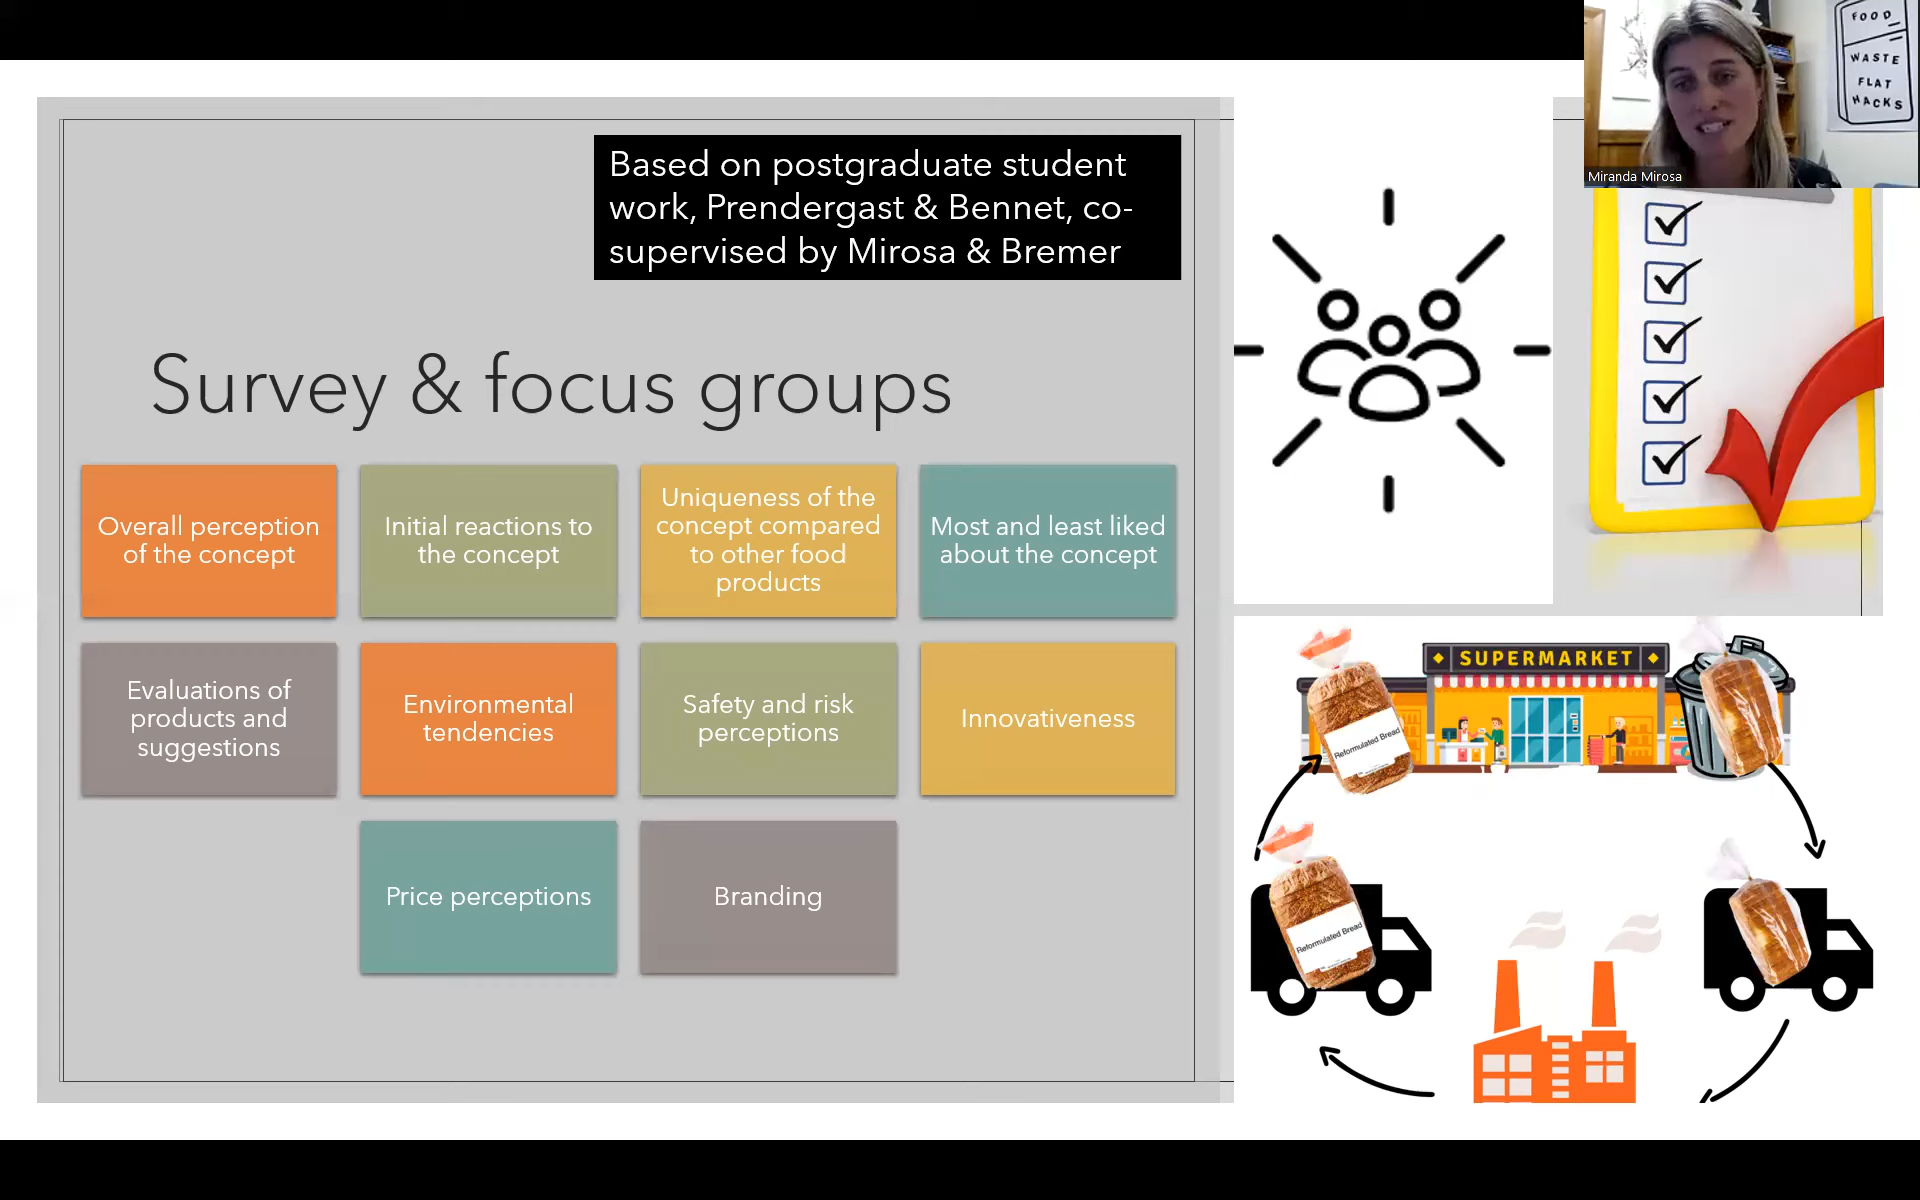 Based on postgraduate student
work, Prendergast & Bennet, co-
supervised by Mirosa & Bremer
Survey & focus groups
Overall perception
of the concept
Initial reactions to
the concept
Uniqueness of the
concept compared
to other food
products
Most and least liked
about the concept
Evaluations of
products and
suggestions
Environmental
tendencies
Safety and risk
perceptions
Innovativeness
Price perceptions
Branding
FOOD
WASTE
FLAT
HACKS
Miranda Mirosa
SUPERMARKET
Reformulated Bread
Reformulated Bread